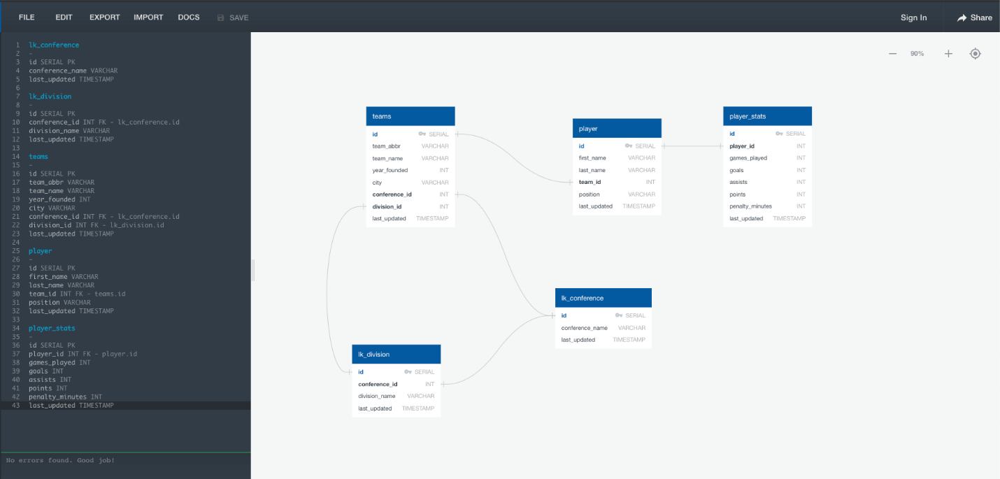 FILE EDIT EXPORT IMPORT DOCS SAVE Sign In Share
1 lk_conference
2 -
3 id SERIAL PK
4 conference_name VARCHAR
5 last_updated TIMESTAMP
6
7 lk_division
8 -
9 id SERIAL PK
10 conference_id INT FK - lk_conference.id
11 division_name VARCHAR
12 last_updated TIMESTAMP
13
14 teams
15 -
16 id SERIAL PK
17 team_abbr VARCHAR
18 team_name VARCHAR
19 year_founded INT
20 city VARCHAR
21 conference_id INT FK - lk_conference.id
22 division_id INT FK - lk_division.id
23 last_updated TIMESTAMP
24
25 player
26 -
27 id SERIAL PK
28 first_name VARCHAR
29 last_name VARCHAR
30 team_id INT FK - teams.id
31 position VARCHAR
32 last_updated TIMESTAMP
33
34 player_stats
35 -
36 id SERIAL PK
37 player_id INT FK - player.id
38 games_played INT
39 goals INT
40 assists INT
41 points INT
42 penalty_minutes INT
43 last_updated TIMESTAMP
No errors found. Good job!
90%
teams
id SERIAL
team_abbr VARCHAR
team_name VARCHAR
year_founded INT
city VARCHAR
conference_id INT
division_id INT
last_updated TIMESTAMP
player
id SERIAL
first_name VARCHAR
last_name VARCHAR
team_id INT
position VARCHAR
last_updated TIMESTAMP
player_stats
id SERIAL
player_id INT
games_played INT
goals INT
assists INT
points INT
penalty_minutes INT
last_updated TIMESTAMP
lk_conference
id SERIAL
conference_name VARCHAR
last_updated TIMESTAMP
lk_division
id SERIAL
conference_id INT
division_name VARCHAR
last_updated TIMESTAMP